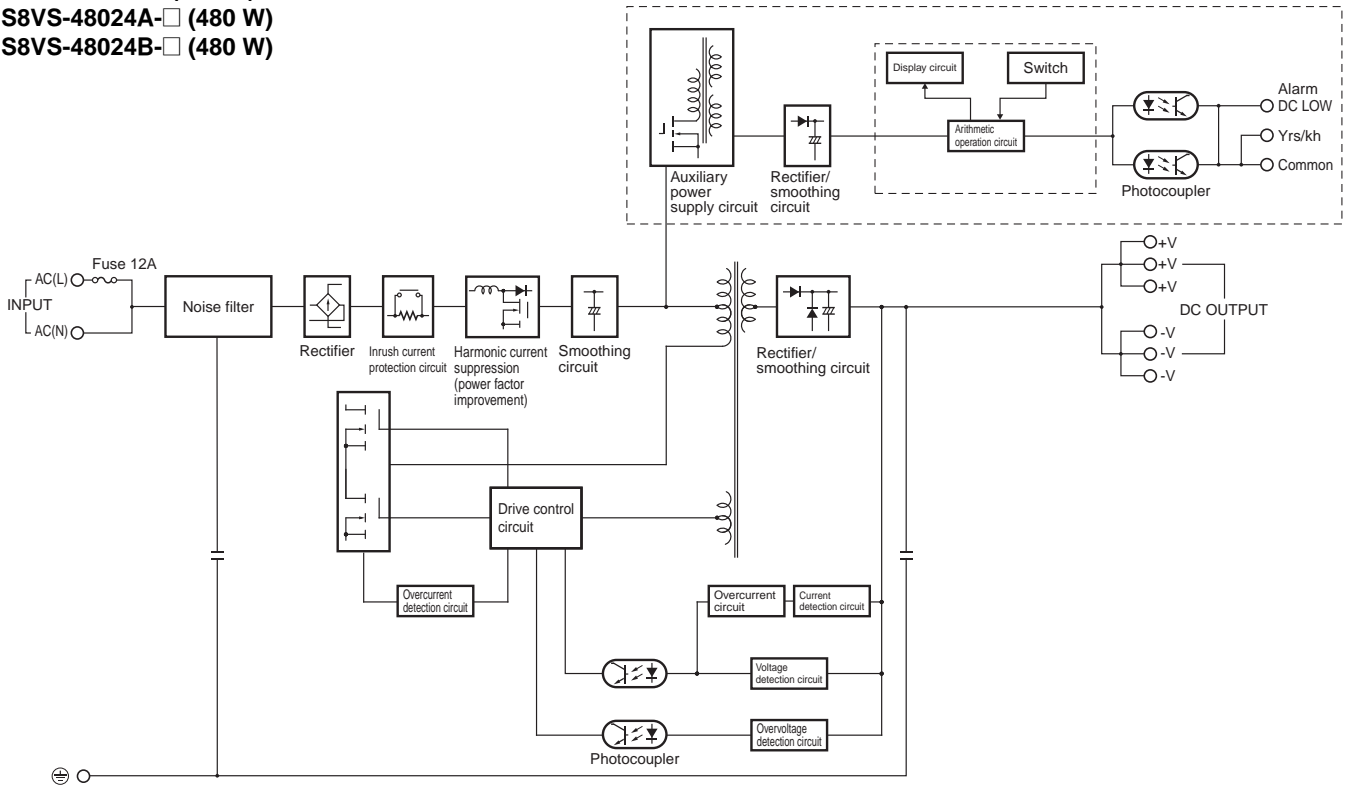 S8VS-48024A-□ (480 W)
S8VS-48024B-□ (480 W)
Display circuit
Switch
Arithmetic
operation circuit
Alarm
DC LOW
Yrs/kh
Common
Photocoupler
Auxiliary
power
supply circuit
Rectifier/
smoothing
circuit
INPUT
AC(L)
Fuse 12A
AC(N)
Noise filter
Rectifier
Inrush current
protection circuit
Harmonic current
suppression
(power factor
improvement)
Smoothing
circuit
Rectifier/
smoothing circuit
+V
+V
+V
DC OUTPUT
-V
-V
-V
Drive control
circuit
Overcurrent
detection circuit
Overcurrent
circuit
Current
detection circuit
Voltage
detection circuit
Overvoltage
detection circuit
Photocoupler